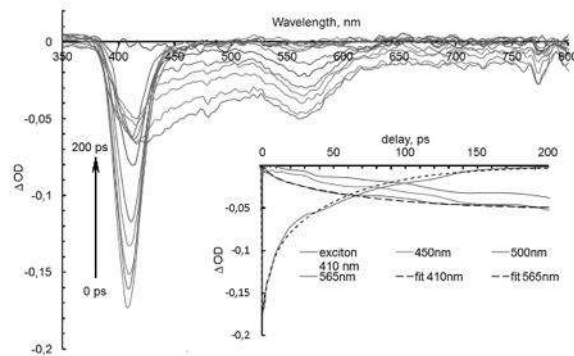 Wavelength, nm
350 400 450 500 550 600 650 700 750 800
0
-0,05
-0,1
-0,15
-0,2
Δ OD
200 ps
0 ps
delay, ps
0 50 100 150 200
-0,05
-0,1
-0,15
-0,2
Δ OD
exciton 410 nm
450nm
500nm
565nm
fit 410nm
fit 565nm